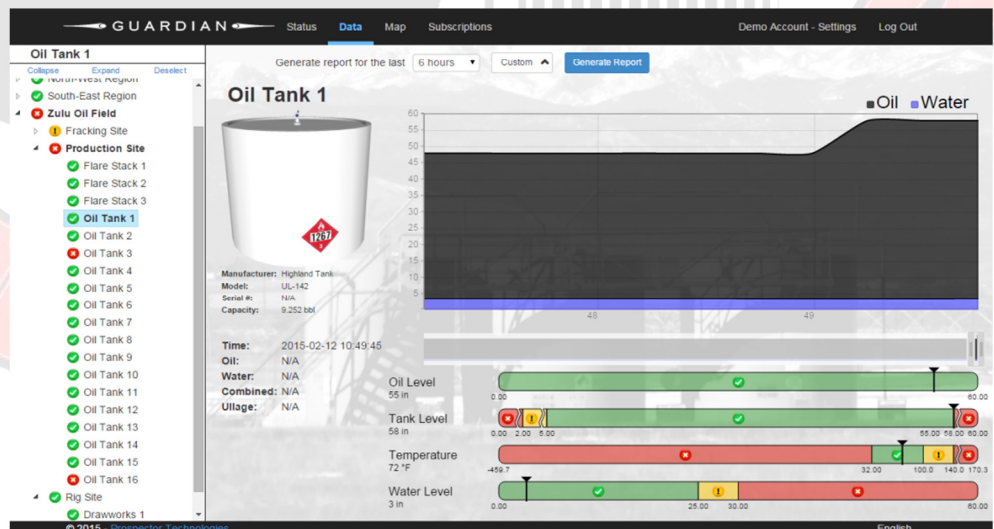 GUARDIAN
Status Data Map Subscriptions
Demo Account - Settings Log Out
Oil Tank 1
Collapse Expand Deselect
North-West Region
South-East Region
Zulu Oil Field
Fracking Site
Production Site
Flare Stack 1
Flare Stack 2
Flare Stack 3
Oil Tank 1
Oil Tank 2
Oil Tank 3
Oil Tank 4
Oil Tank 5
Oil Tank 6
Oil Tank 7
Oil Tank 8
Oil Tank 9
Oil Tank 10
Oil Tank 11
Oil Tank 12
Oil Tank 13
Oil Tank 14
Oil Tank 15
Oil Tank 16
Rig Site
Drawworks 1
Generate report for the last 6 hours Custom Generate Report
Oil Tank 1
1267
3
Manufacturer: Highland Tank
Model: UL-142
Serial #: N/A
Capacity: 9.252 bbl
Time: 2015-02-12 10:49:45
Oil: N/A
Water: N/A
Combined: N/A
Ullage: N/A
Oil Water
60
55
50
45
40
35
30
25
20
15
10
5
48 49
Oil Level
55 in
0.00 60.00
Tank Level
58 in
0.00 2.00 5.00 55.00 58.00 60.00
Temperature
72 °F
-459.7 32.00 100.0 140.0 170.3
Water Level
3 in
0.00 25.00 30.00 60.00
© 2015 - Prospector Technologies
English